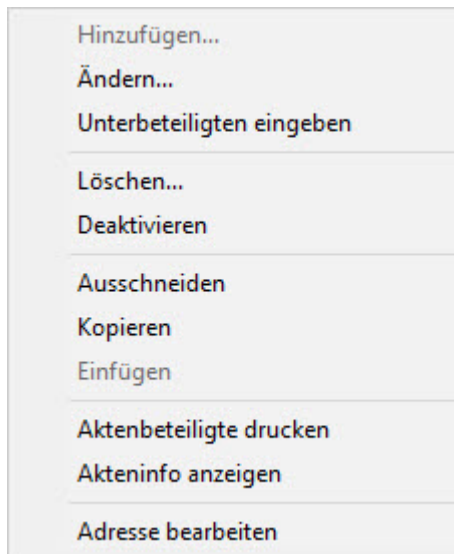 Hinzufügen...
Ändern...
Unterbeteiligten eingeben
Löschen...
Deaktivieren
Ausschneiden
Kopieren
Einfügen
Aktenbeteiligte drucken
Akteninfo anzeigen
Adresse bearbeiten